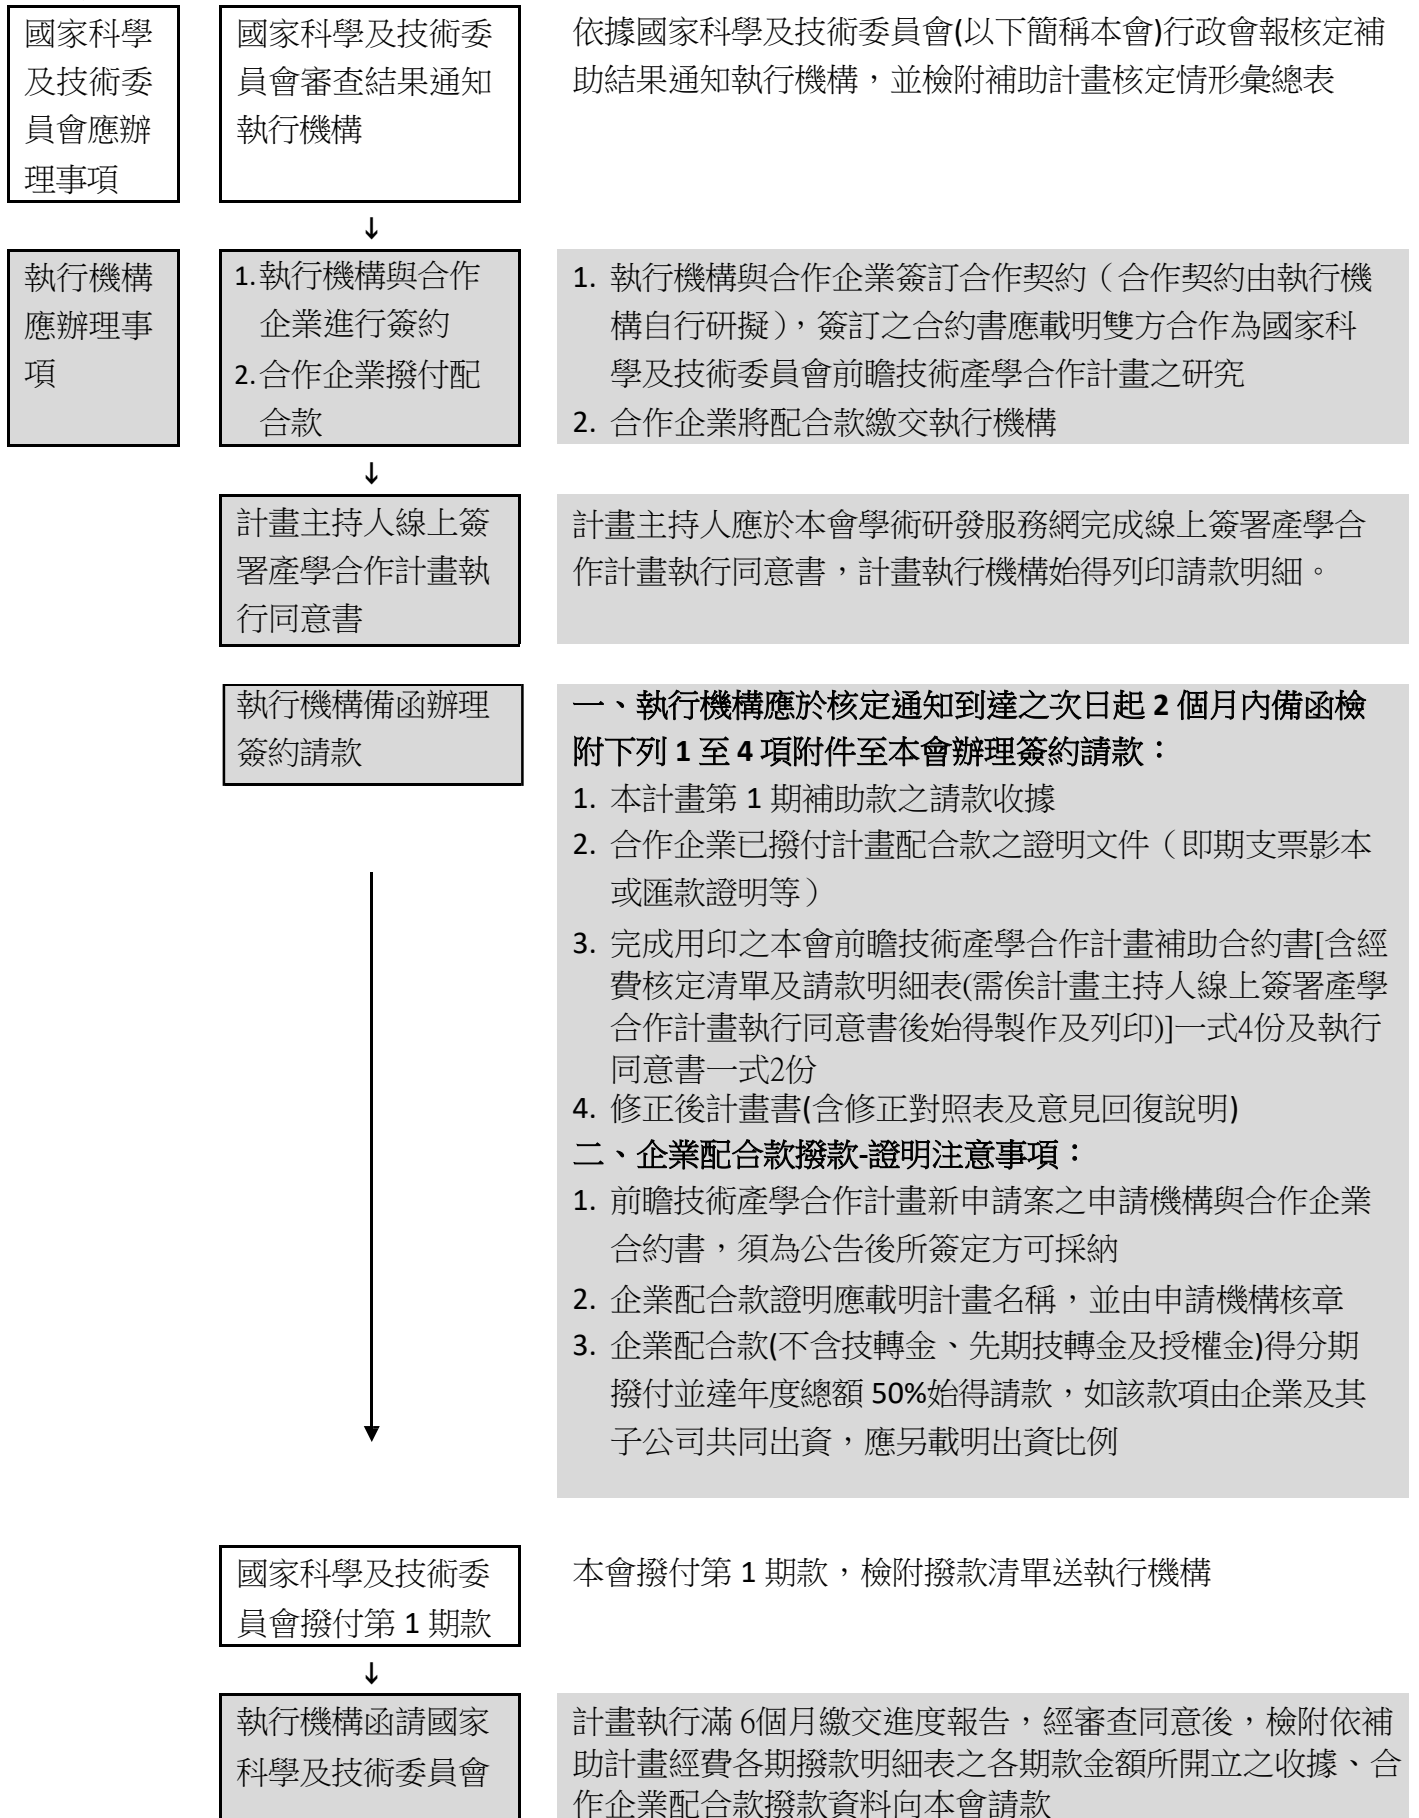 國家科學
及技術委
員會應辦
理事項
國家科學及技術委
員會審查結果通知
執行機構
依據國家科學及技術委員會(以下簡稱本會)行政會報核定補
助結果通知執行機構，並檢附補助計畫核定情形彙總表
↓
執行機構
應辦理事
項
1.執行機構與合作
企業進行簽約
2.合作企業撥付配
合款
1. 執行機構與合作企業簽訂合作契約（合作契約由執行機
構自行研擬），簽訂之合約書應載明雙方合作為國家科
學及技術委員會前瞻技術產學合作計畫之研究
2. 合作企業將配合款繳交執行機構
↓
計畫主持人線上簽
署產學合作計畫執
行同意書
計畫主持人應於本會學術研發服務網完成線上簽署產學合
作計畫執行同意書，計畫執行機構始得列印請款明細。
執行機構備函辦理
簽約請款
一、執行機構應於核定通知到達之次日起 2 個月內備函檢
附下列 1 至 4 項附件至本會辦理簽約請款：
1. 本計畫第 1 期補助款之請款收據
2. 合作企業已撥付計畫配合款之證明文件（即期支票影本
或匯款證明等）
3. 完成用印之本會前瞻技術產學合作計畫補助合約書[含經
費核定清單及請款明細表(需俟計畫主持人線上簽署產學
合作計畫執行同意書後始得製作及列印)]一式4份及執行
同意書一式2份
4. 修正後計畫書(含修正對照表及意見回復說明)
二、企業配合款撥款-證明注意事項：
1. 前瞻技術產學合作計畫新申請案之申請機構與合作企業
合約書，須為公告後所簽定方可採納
2. 企業配合款證明應載明計畫名稱，並由申請機構核章
3. 企業配合款(不含技轉金、先期技轉金及授權金)得分期
撥付並達年度總額 50%始得請款，如該款項由企業及其
子公司共同出資，應另載明出資比例
國家科學及技術委
員會撥付第 1 期款
本會撥付第 1 期款，檢附撥款清單送執行機構
↓
執行機構函請國家
科學及技術委員會
計畫執行滿 6個月繳交進度報告，經審查同意後，檢附依補
助計畫經費各期撥款明細表之各期款金額所開立之收據、合
作企業配合款撥款資料向本會請款